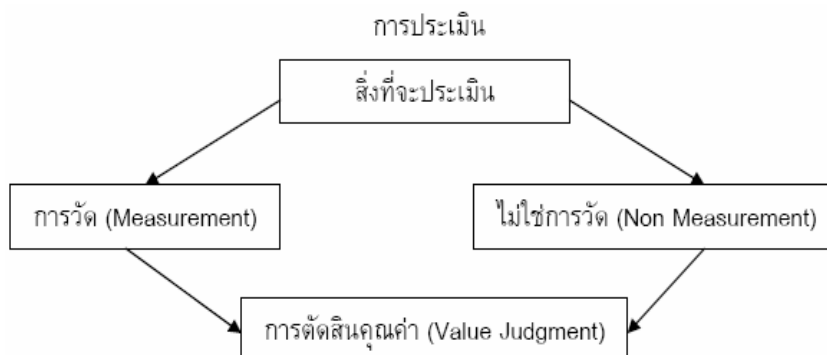 การประเมิน
สิ่งที่จะประเมิน
การวัด (Measurement)
ไม่ใช่การวัด (Non Measurement)
การตัดสินคุณค่า (Value Judgment)